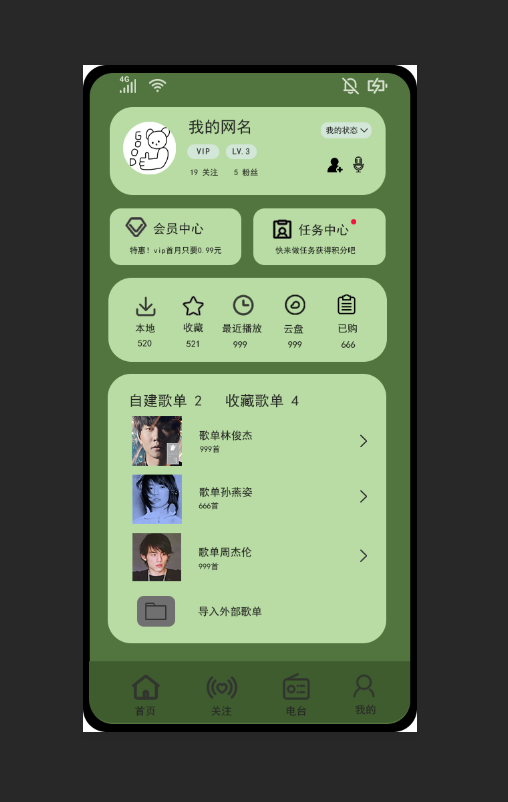 4G
我的网名
我的状态
GOOD
VIP LV.3
19 关注 5 粉丝
会员中心
特惠！vip首月只要0.99元
任务中心
快来做任务获得积分吧
本地 收藏 最近播放 云盘 已购
520 521 999 999 666
自建歌单 2 收藏歌单 4
歌单林俊杰
999首
歌单孙燕姿
666首
歌单周杰伦
999首
导入外部歌单
首页 关注 电台 我的